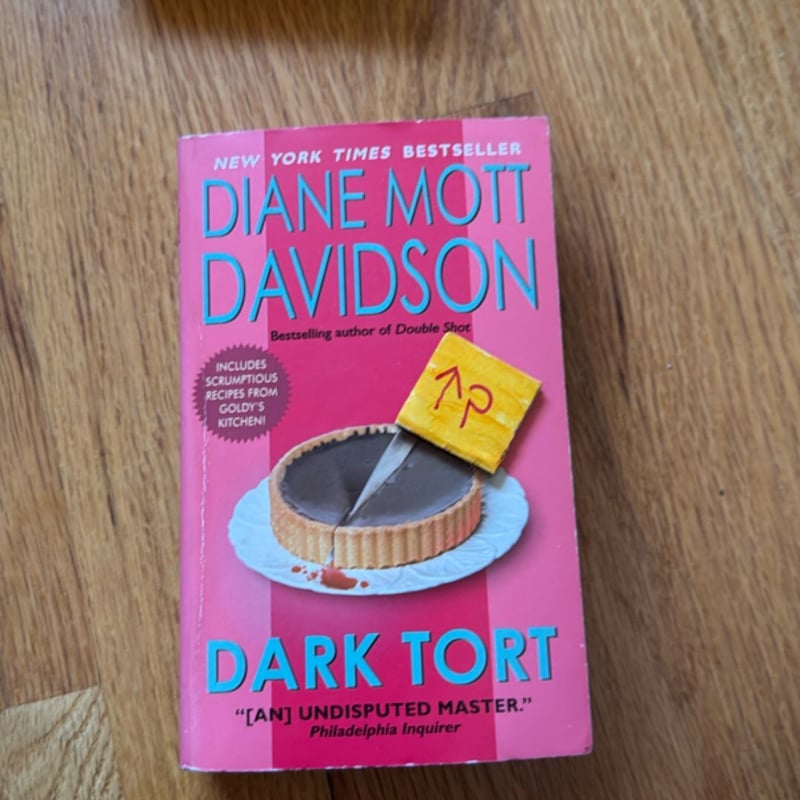 NEW YORK TIMES BESTSELLER
DIANE MOTT
DAVIDSON
Bestselling author of Double Shot
INCLUDES
SCRUMPTIOUS
RECIPES FROM
GOLDY'S
KITCHEN!
↑P
DARK TORT
“[AN] UNDISPUTED MASTER.”
Philadelphia Inquirer